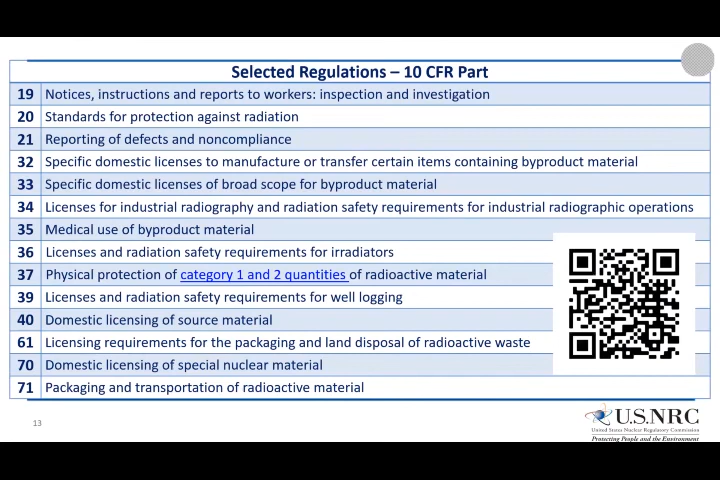 Selected Regulations – 10 CFR Part
19 Notices, instructions and reports to workers: inspection and investigation
20 Standards for protection against radiation
21 Reporting of defects and noncompliance
32 Specific domestic licenses to manufacture or transfer certain items containing byproduct material
33 Specific domestic licenses of broad scope for byproduct material
34 Licenses for industrial radiography and radiation safety requirements for industrial radiographic operations
35 Medical use of byproduct material
36 Licenses and radiation safety requirements for irradiators
37 Physical protection of category 1 and 2 quantities of radioactive material
39 Licenses and radiation safety requirements for well logging
40 Domestic licensing of source material
61 Licensing requirements for the packaging and land disposal of radioactive waste
70 Domestic licensing of special nuclear material
71 Packaging and transportation of radioactive material
13
U.S.NRC
United States Nuclear Regulatory Commission
Protecting People and the Environment